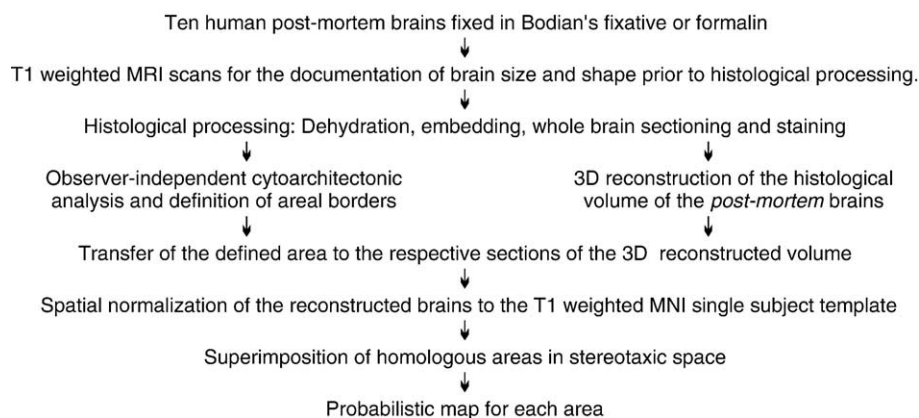 Ten human post-mortem brains fixed in Bodian's fixative or formalin
T1 weighted MRI scans for the documentation of brain size and shape prior to histological processing.
Histological processing: Dehydration, embedding, whole brain sectioning and staining
Observer-independent cytoarchitectonic
analysis and definition of areal borders
3D reconstruction of the histological
volume of the post-mortem brains
Transfer of the defined area to the respective sections of the 3D reconstructed volume
Spatial normalization of the reconstructed brains to the T1 weighted MNI single subject template
Superimposition of homologous areas in stereotaxic space
Probabilistic map for each area